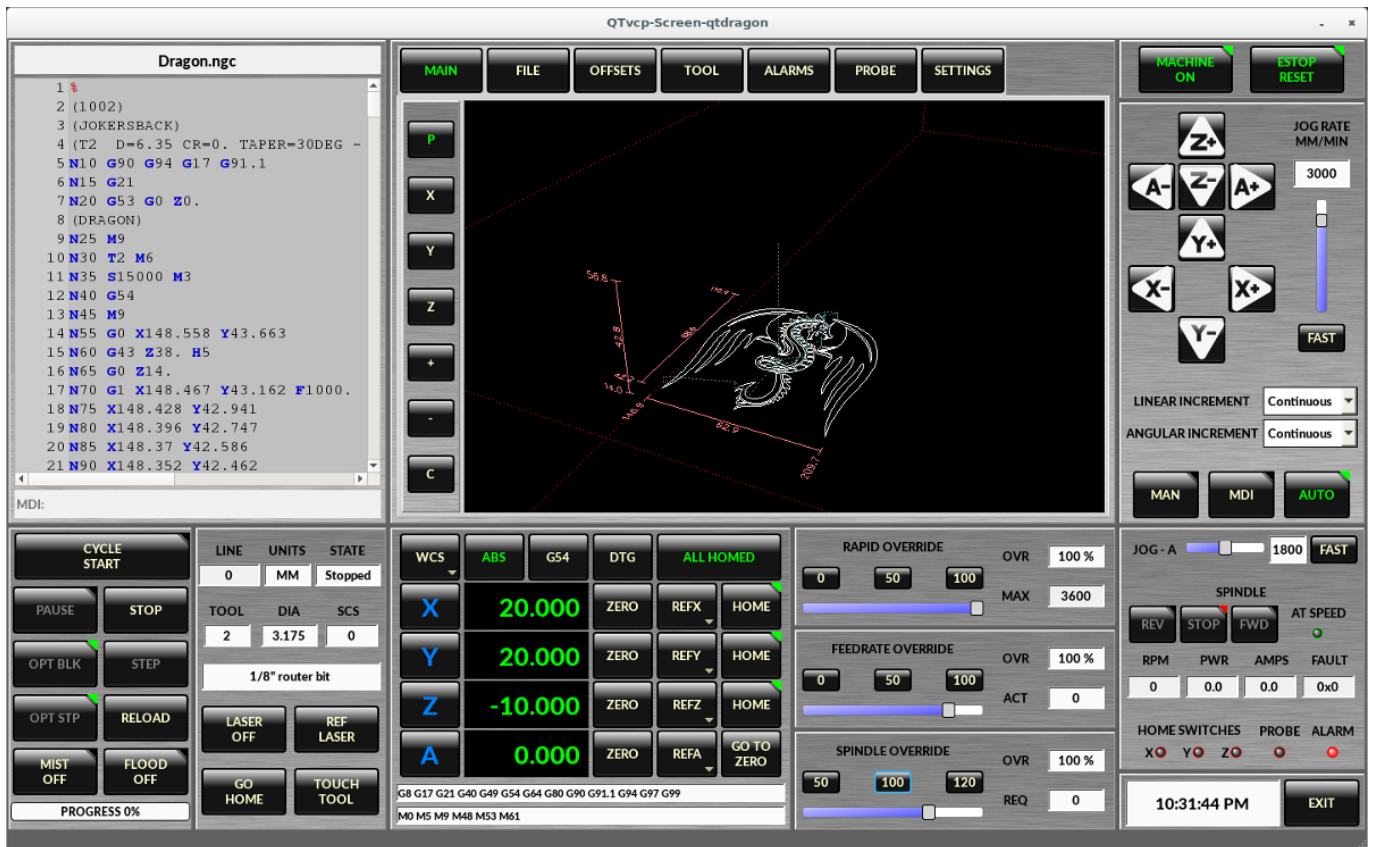 QTvcp-Screen-qtdragon
Dragon.ngc
1 %
2 (1002)
3 (JOKERSBACK)
4 (T2  D=6.35 CR=0. TAPER=30DEG -
5 N10 G90 G94 G17 G91.1
6 N15 G21
7 N20 G53 G0 Z0.
8 (DRAGON)
9 N25 M9
10 N30 T2 M6
11 N35 S15000 M3
12 N40 G54
13 N45 M9
14 N55 G0 X148.558 Y43.663
15 N60 G43 Z38. H5
16 N65 G0 Z14.
17 N70 G1 X148.467 Y43.162 F1000.
18 N75 X148.428 Y42.941
19 N80 X148.396 Y42.747
20 N85 X148.37 Y42.586
21 N90 X148.352 Y42.462
MDI:
MAIN FILE OFFSETS TOOL ALARMS PROBE SETTINGS
P
X
Y
Z
+
-
C
56.8
42.8
14.0
146.9
62.9
209.7
MACHINE ON
ESTOP RESET
JOG RATE
MM/MIN
3000
Z+
A- Z- A+
Y+
X- X+
Y-
FAST
LINEAR INCREMENT Continuous
ANGULAR INCREMENT Continuous
MAN MDI AUTO
CYCLE
START
PAUSE STOP
OPT BLK STEP
OPT STP RELOAD
MIST OFF
FLOOD OFF
PROGRESS 0%
LINE UNITS STATE
0 MM Stopped
TOOL DIA SCS
2 3.175 0
1/8" router bit
LASER OFF
REF LASER
GO HOME
TOUCH TOOL
WCS ABS G54 DTG ALL HOMED
X 20.000 ZERO REFX HOME
Y 20.000 ZERO REFY HOME
Z -10.000 ZERO REFZ HOME
A 0.000 ZERO REFA GO TO ZERO
G8 G17 G21 G40 G49 G54 G64 G80 G90 G91.1 G94 G97 G99
M0 M5 M9 M48 M53 M61
RAPID OVERRIDE OVR 100 %
0 50 100
MAX 3600
FEEDRATE OVERRIDE OVR 100 %
0 50 100
ACT 0
SPINDLE OVERRIDE OVR 100 %
50 100 120
REQ 0
JOG - A 1800 FAST
SPINDLE
REV STOP FWD AT SPEED
RPM PWR AMPS FAULT
0 0.0 0.0 0x0
HOME SWITCHES PROBE ALARM
X Y Z
10:31:44 PM EXIT